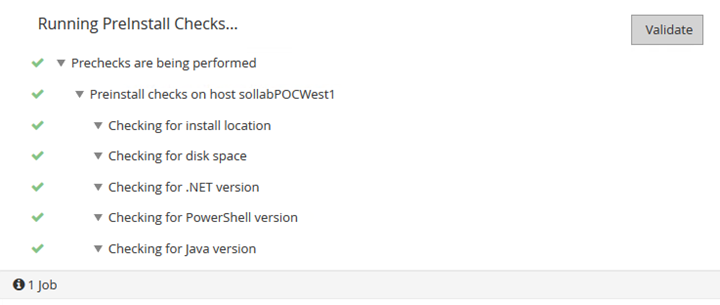 Running PreInstall Checks...
Validate
Prechecks are being performed
Preinstall checks on host sollabPOCWest1
Checking for install location
Checking for disk space
Checking for .NET version
Checking for PowerShell version
Checking for Java version
1 Job